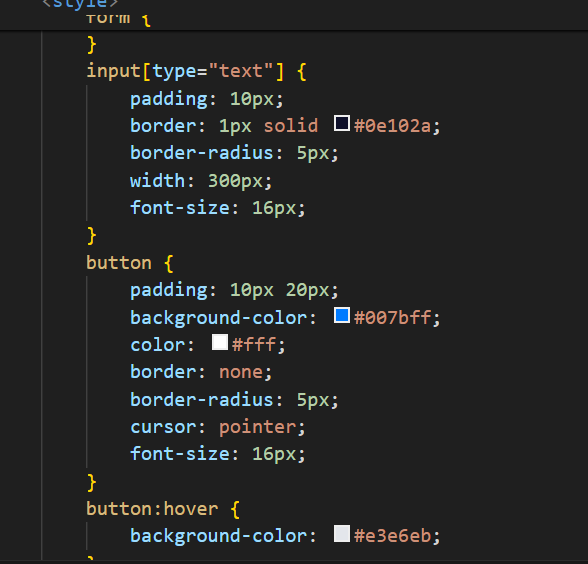 <style>
form {
}
input[type="text"] {
padding: 10px;
border: 1px solid #0e102a;
border-radius: 5px;
width: 300px;
font-size: 16px;
}
button {
padding: 10px 20px;
background-color: #007bff;
color: #fff;
border: none;
border-radius: 5px;
cursor: pointer;
font-size: 16px;
}
button:hover {
background-color: #e3e6eb;
}